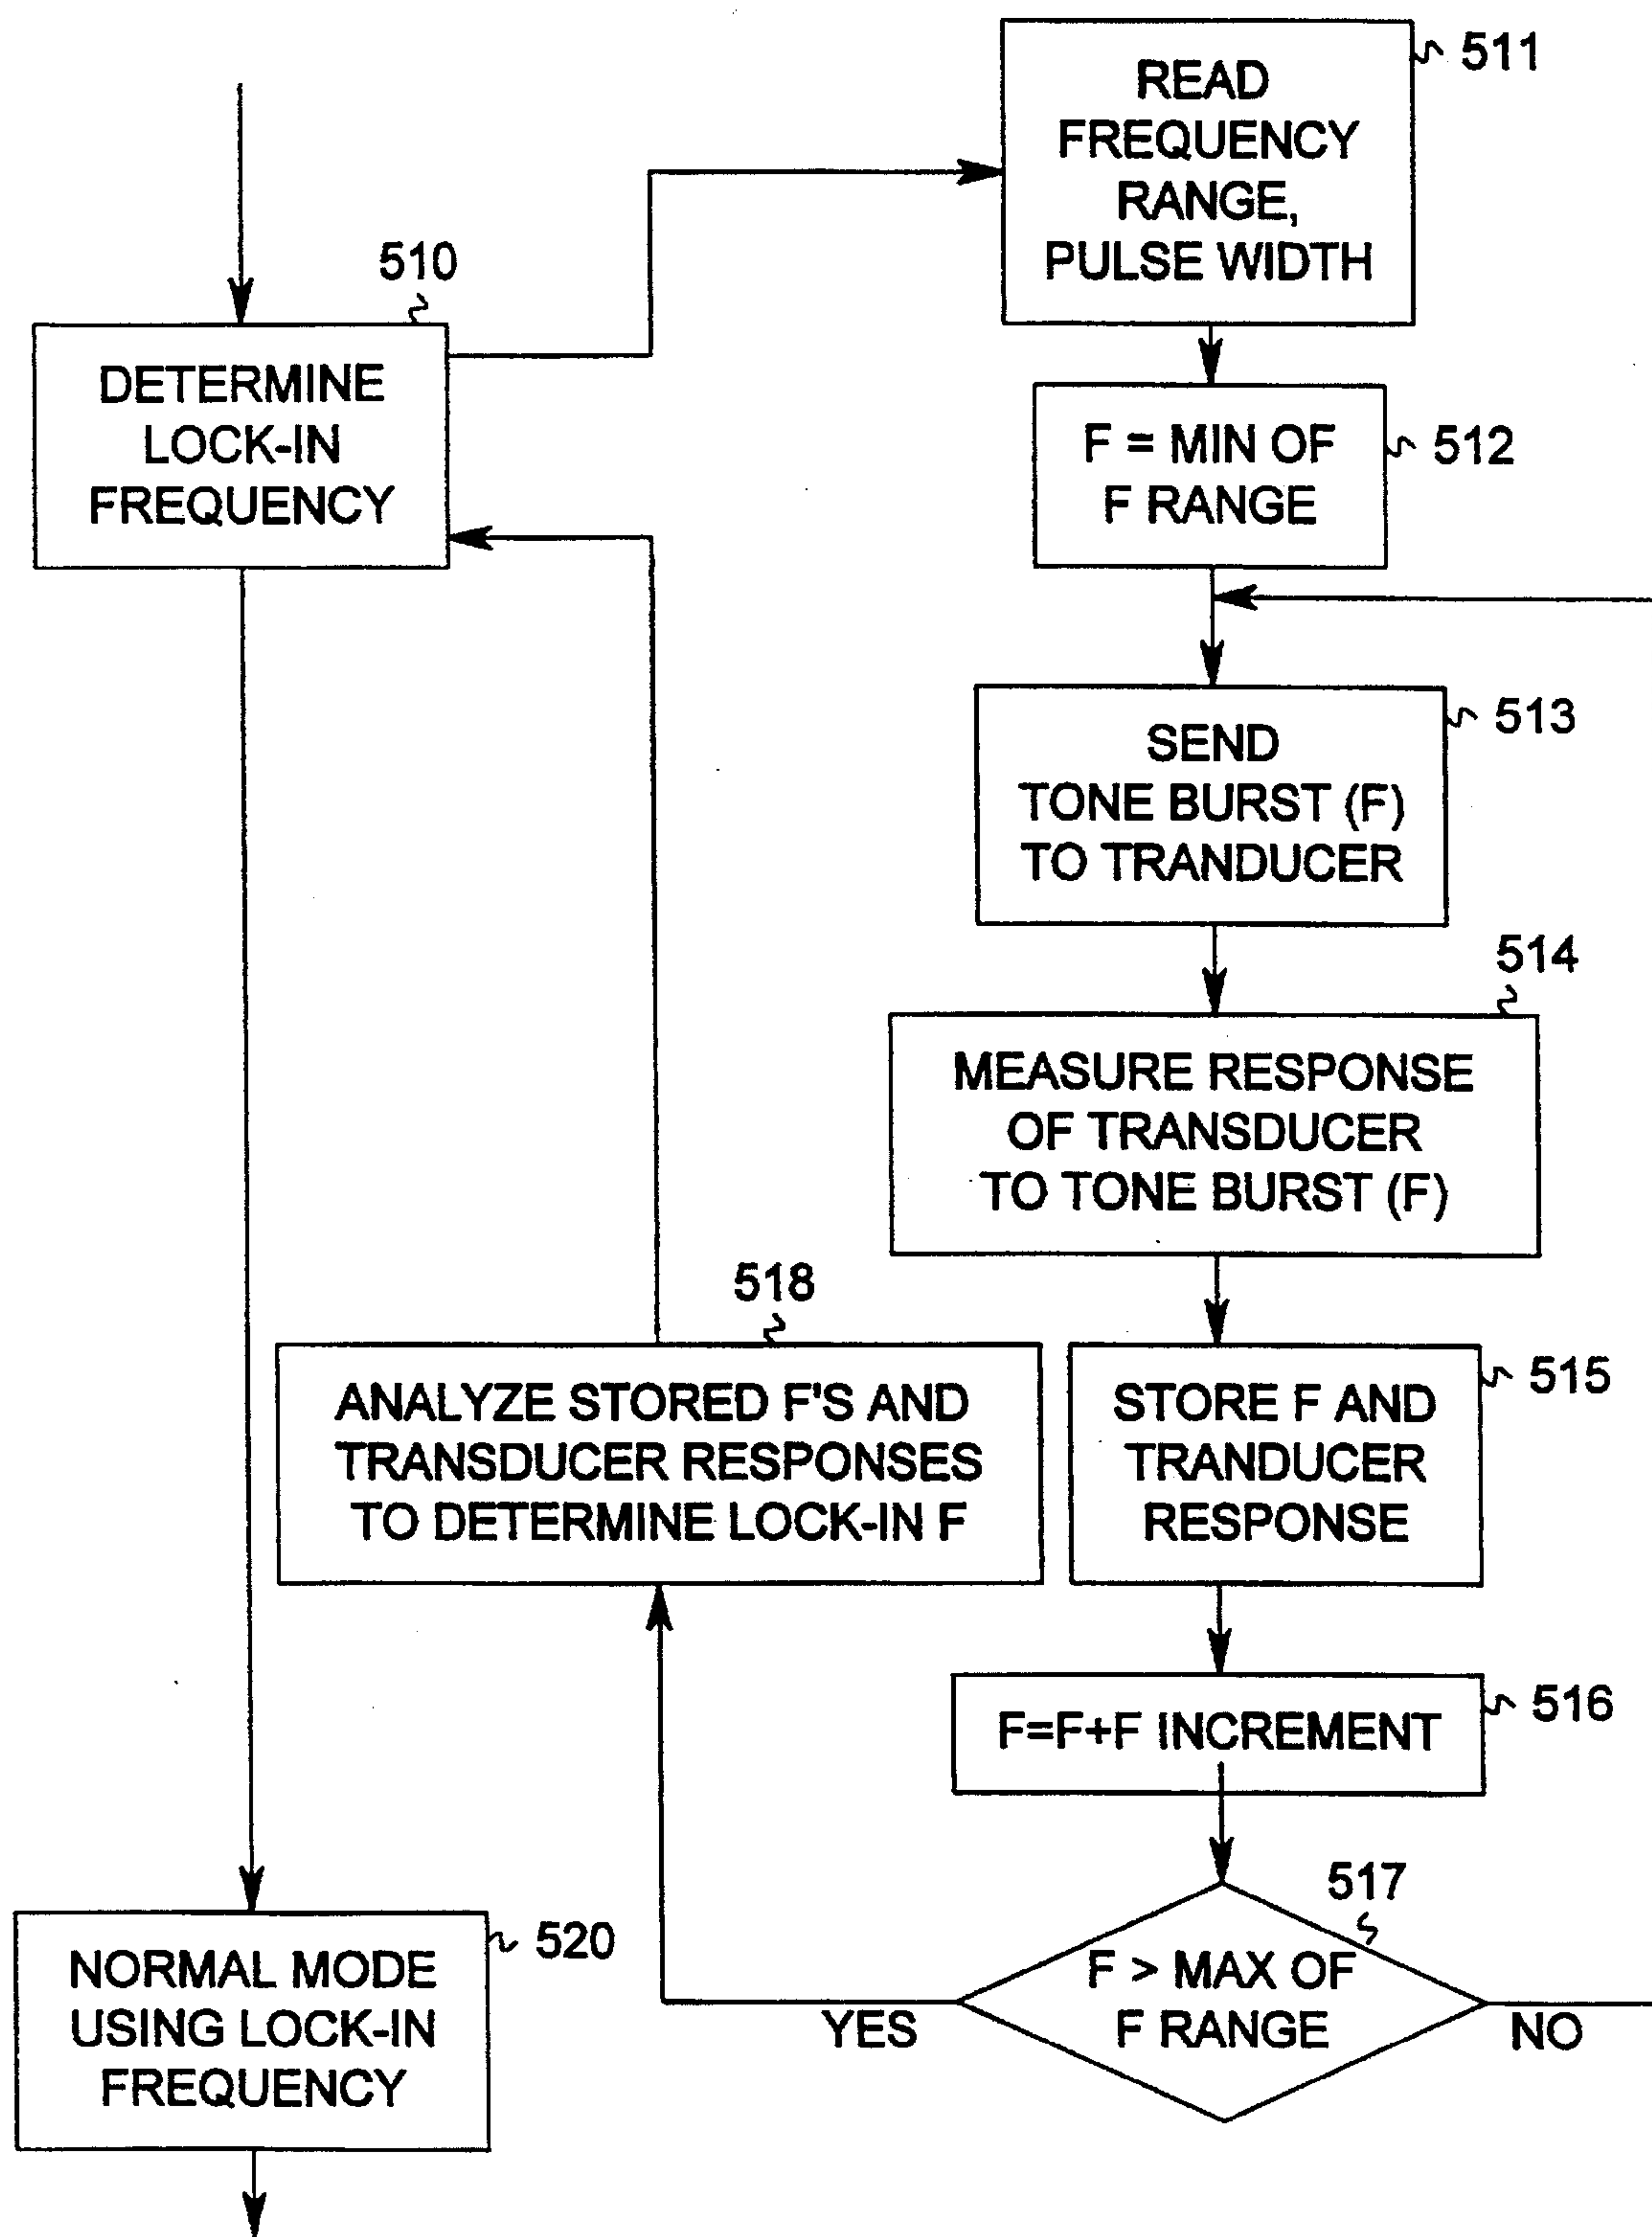 510
DETERMINE
LOCK-IN
FREQUENCY
511
READ
FREQUENCY
RANGE,
PULSE WIDTH
512
F = MIN OF
F RANGE
513
SEND
TONE BURST (F)
TO TRANDUCER
514
MEASURE RESPONSE
OF TRANSDUCER
TO TONE BURST (F)
515
STORE F AND
TRANDUCER
RESPONSE
516
F=F+F INCREMENT
517
F > MAX OF
F RANGE
YES
NO
518
ANALYZE STORED F'S AND
TRANSDUCER RESPONSES
TO DETERMINE LOCK-IN F
520
NORMAL MODE
USING LOCK-IN
FREQUENCY